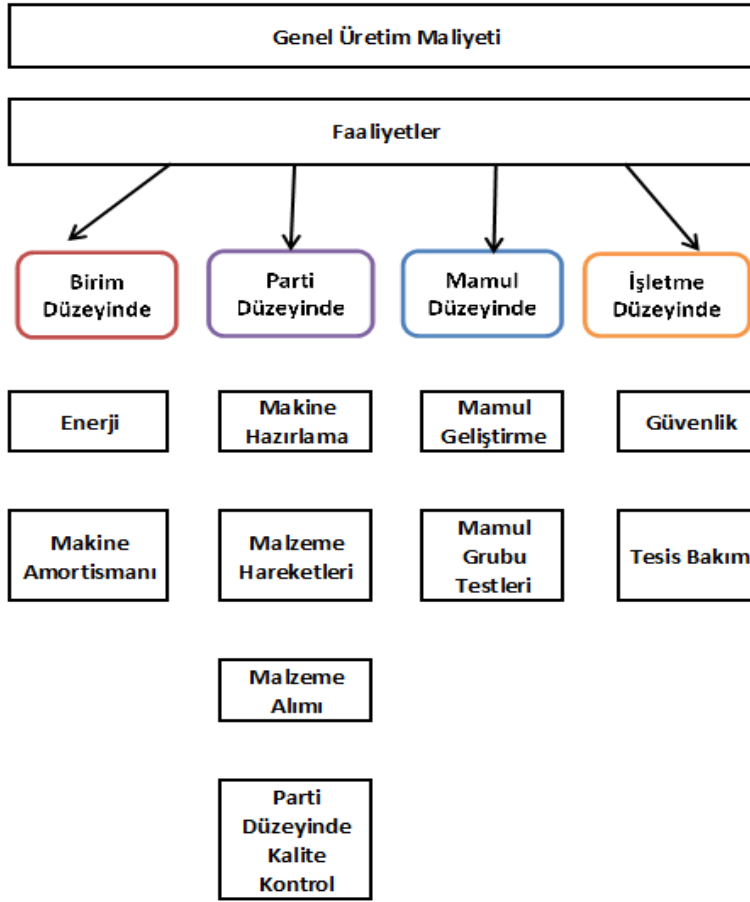 Genel Üretim Maliyeti
Faaliyetler
Birim
Düzeyinde
Parti
Düzeyinde
Mamul
Düzeyinde
İşletme
Düzeyinde
Enerji
Makine
Hazırlama
Mamul
Geliştirme
Güvenlik
Makine
Amortismanı
Malzeme
Hareketleri
Mamul
Grubu
Testleri
Tesis Bakım
Malzeme
Alımı
Parti
Düzeyinde
Kalite
Kontrol